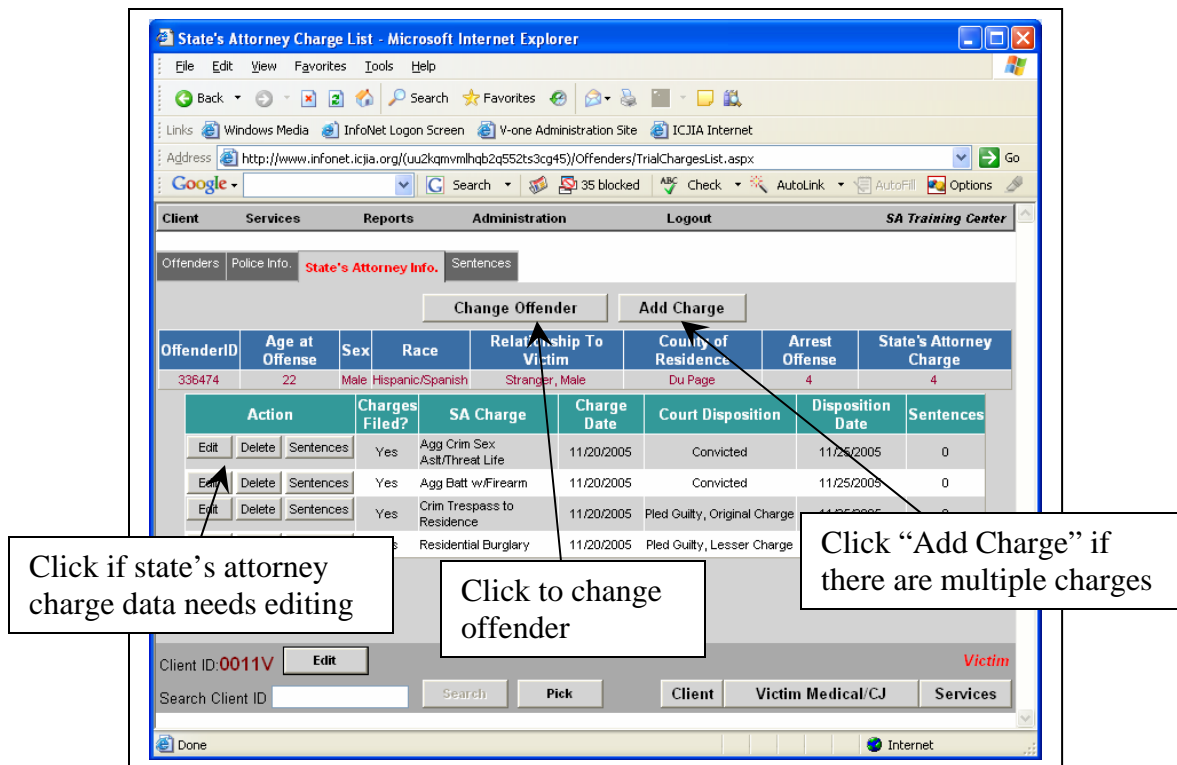 State's Attorney Charge List - Microsoft Internet Explorer
File Edit View Favorites Tools Help
Back Search Favorites
Links Windows Media InfoNet Logon Screen V-one Administration Site ICJIA Internet
Address http://www.infonet.icjia.org/(uu2kqmvmlhqb2q552ts3cg45)/Offenders/TrialChargesList.aspx Go
Google Search 35 blocked ABC Check AutoLink AutoFill Options
Client Services Reports Administration Logout SA Training Center
Offenders Police Info. State's Attorney Info. Sentences
Change Offender Add Charge
OffenderID Age at Offense Sex Race Relationship To Victim County of Residence Arrest Offense State's Attorney Charge
336474 22 Male Hispanic/Spanish Stranger, Male Du Page 4 4
Action Charges Filed? SA Charge Charge Date Court Disposition Disposition Date Sentences
Edit Delete Sentences Yes Agg Crim Sex Aslt/Threat Life 11/20/2005 Convicted 11/25/2005 0
Edit Delete Sentences Yes Agg Batt w/Firearm 11/20/2005 Convicted 11/25/2005 0
Edit Delete Sentences Yes Crim Trespass to Residence 11/20/2005 Pled Guilty, Original Charge
Residential Burglary 11/20/2005 Pled Guilty, Lesser Charge
Click if state's attorney
charge data needs editing
Click to change
offender
Click “Add Charge” if
there are multiple charges
Client ID:0011V Edit Victim
Search Client ID Search Pick Client Victim Medical/CJ Services
Done Internet